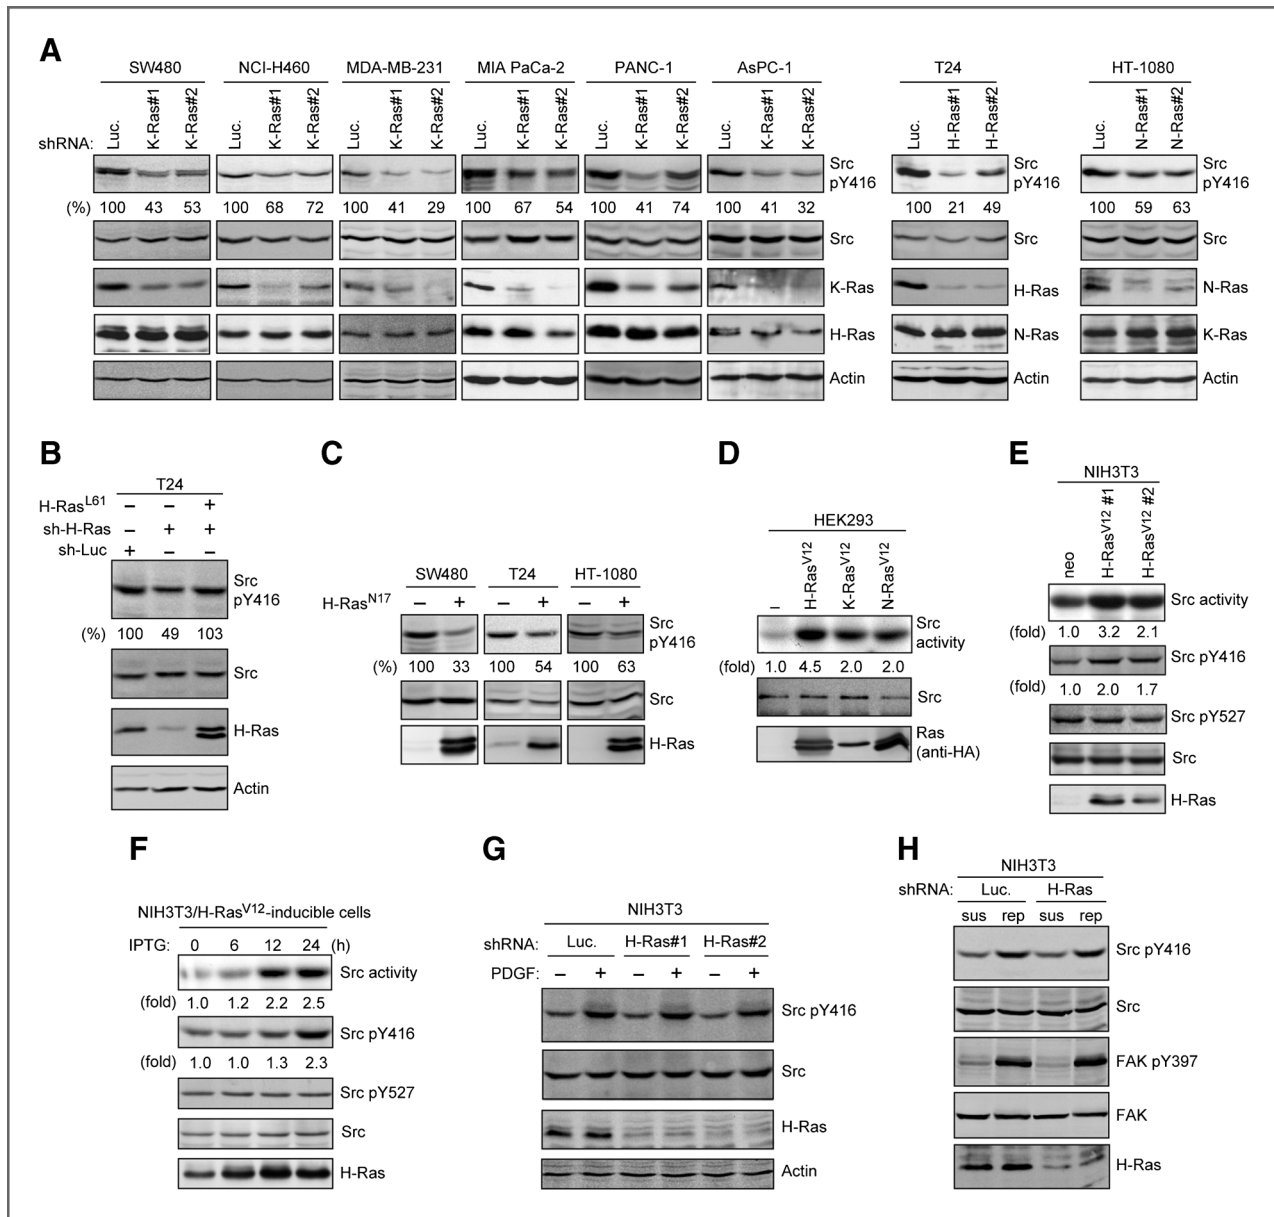 A
SW480 NCI-H460 MDA-MB-231 MIA PaCa-2 PANC-1 AsPC-1 T24 HT-1080
shRNA: Luc. K-Ras#1 K-Ras#2 Luc. K-Ras#1 K-Ras#2 Luc. K-Ras#1 K-Ras#2 Luc. K-Ras#1 K-Ras#2 Luc. K-Ras#1 K-Ras#2 Luc. K-Ras#1 K-Ras#2 Luc. H-Ras#1 H-Ras#2 Luc. N-Ras#1 N-Ras#2
Src pY416 Src pY416 Src pY416
(%) 100 43 53 100 68 72 100 41 29 100 67 54 100 41 74 100 41 32 100 21 49 100 59 63
Src Src Src
K-Ras H-Ras N-Ras
H-Ras N-Ras K-Ras
Actin Actin Actin
B
T24
H-Ras^L61 – – +
sh-H-Ras – + +
sh-Luc + – –
Src
pY416
(%) 100 49 103
Src
H-Ras
Actin
C
SW480 T24 HT-1080
H-Ras^N17 – + – + – +
Src
pY416
(%) 100 33 100 54 100 63
Src
H-Ras
D
HEK293
– H-Ras^V12 K-Ras^V12 N-Ras^V12
Src
activity
(fold) 1.0 4.5 2.0 2.0
Src
Ras
(anti-HA)
E
NIH3T3
neo H-Ras^V12 #1 H-Ras^V12 #2
Src activity
(fold) 1.0 3.2 2.1
Src pY416
(fold) 1.0 2.0 1.7
Src pY527
Src
H-Ras
F
NIH3T3/H-Ras^V12-inducible cells
IPTG: 0 6 12 24 (h)
Src activity
(fold) 1.0 1.2 2.2 2.5
Src pY416
(fold) 1.0 1.0 1.3 2.3
Src pY527
Src
H-Ras
G
NIH3T3
shRNA: Luc. H-Ras#1 H-Ras#2
PDGF: – + – + – +
Src pY416
Src
H-Ras
Actin
H
NIH3T3
shRNA: Luc. H-Ras
sus rep sus rep
Src pY416
Src
FAK pY397
FAK
H-Ras